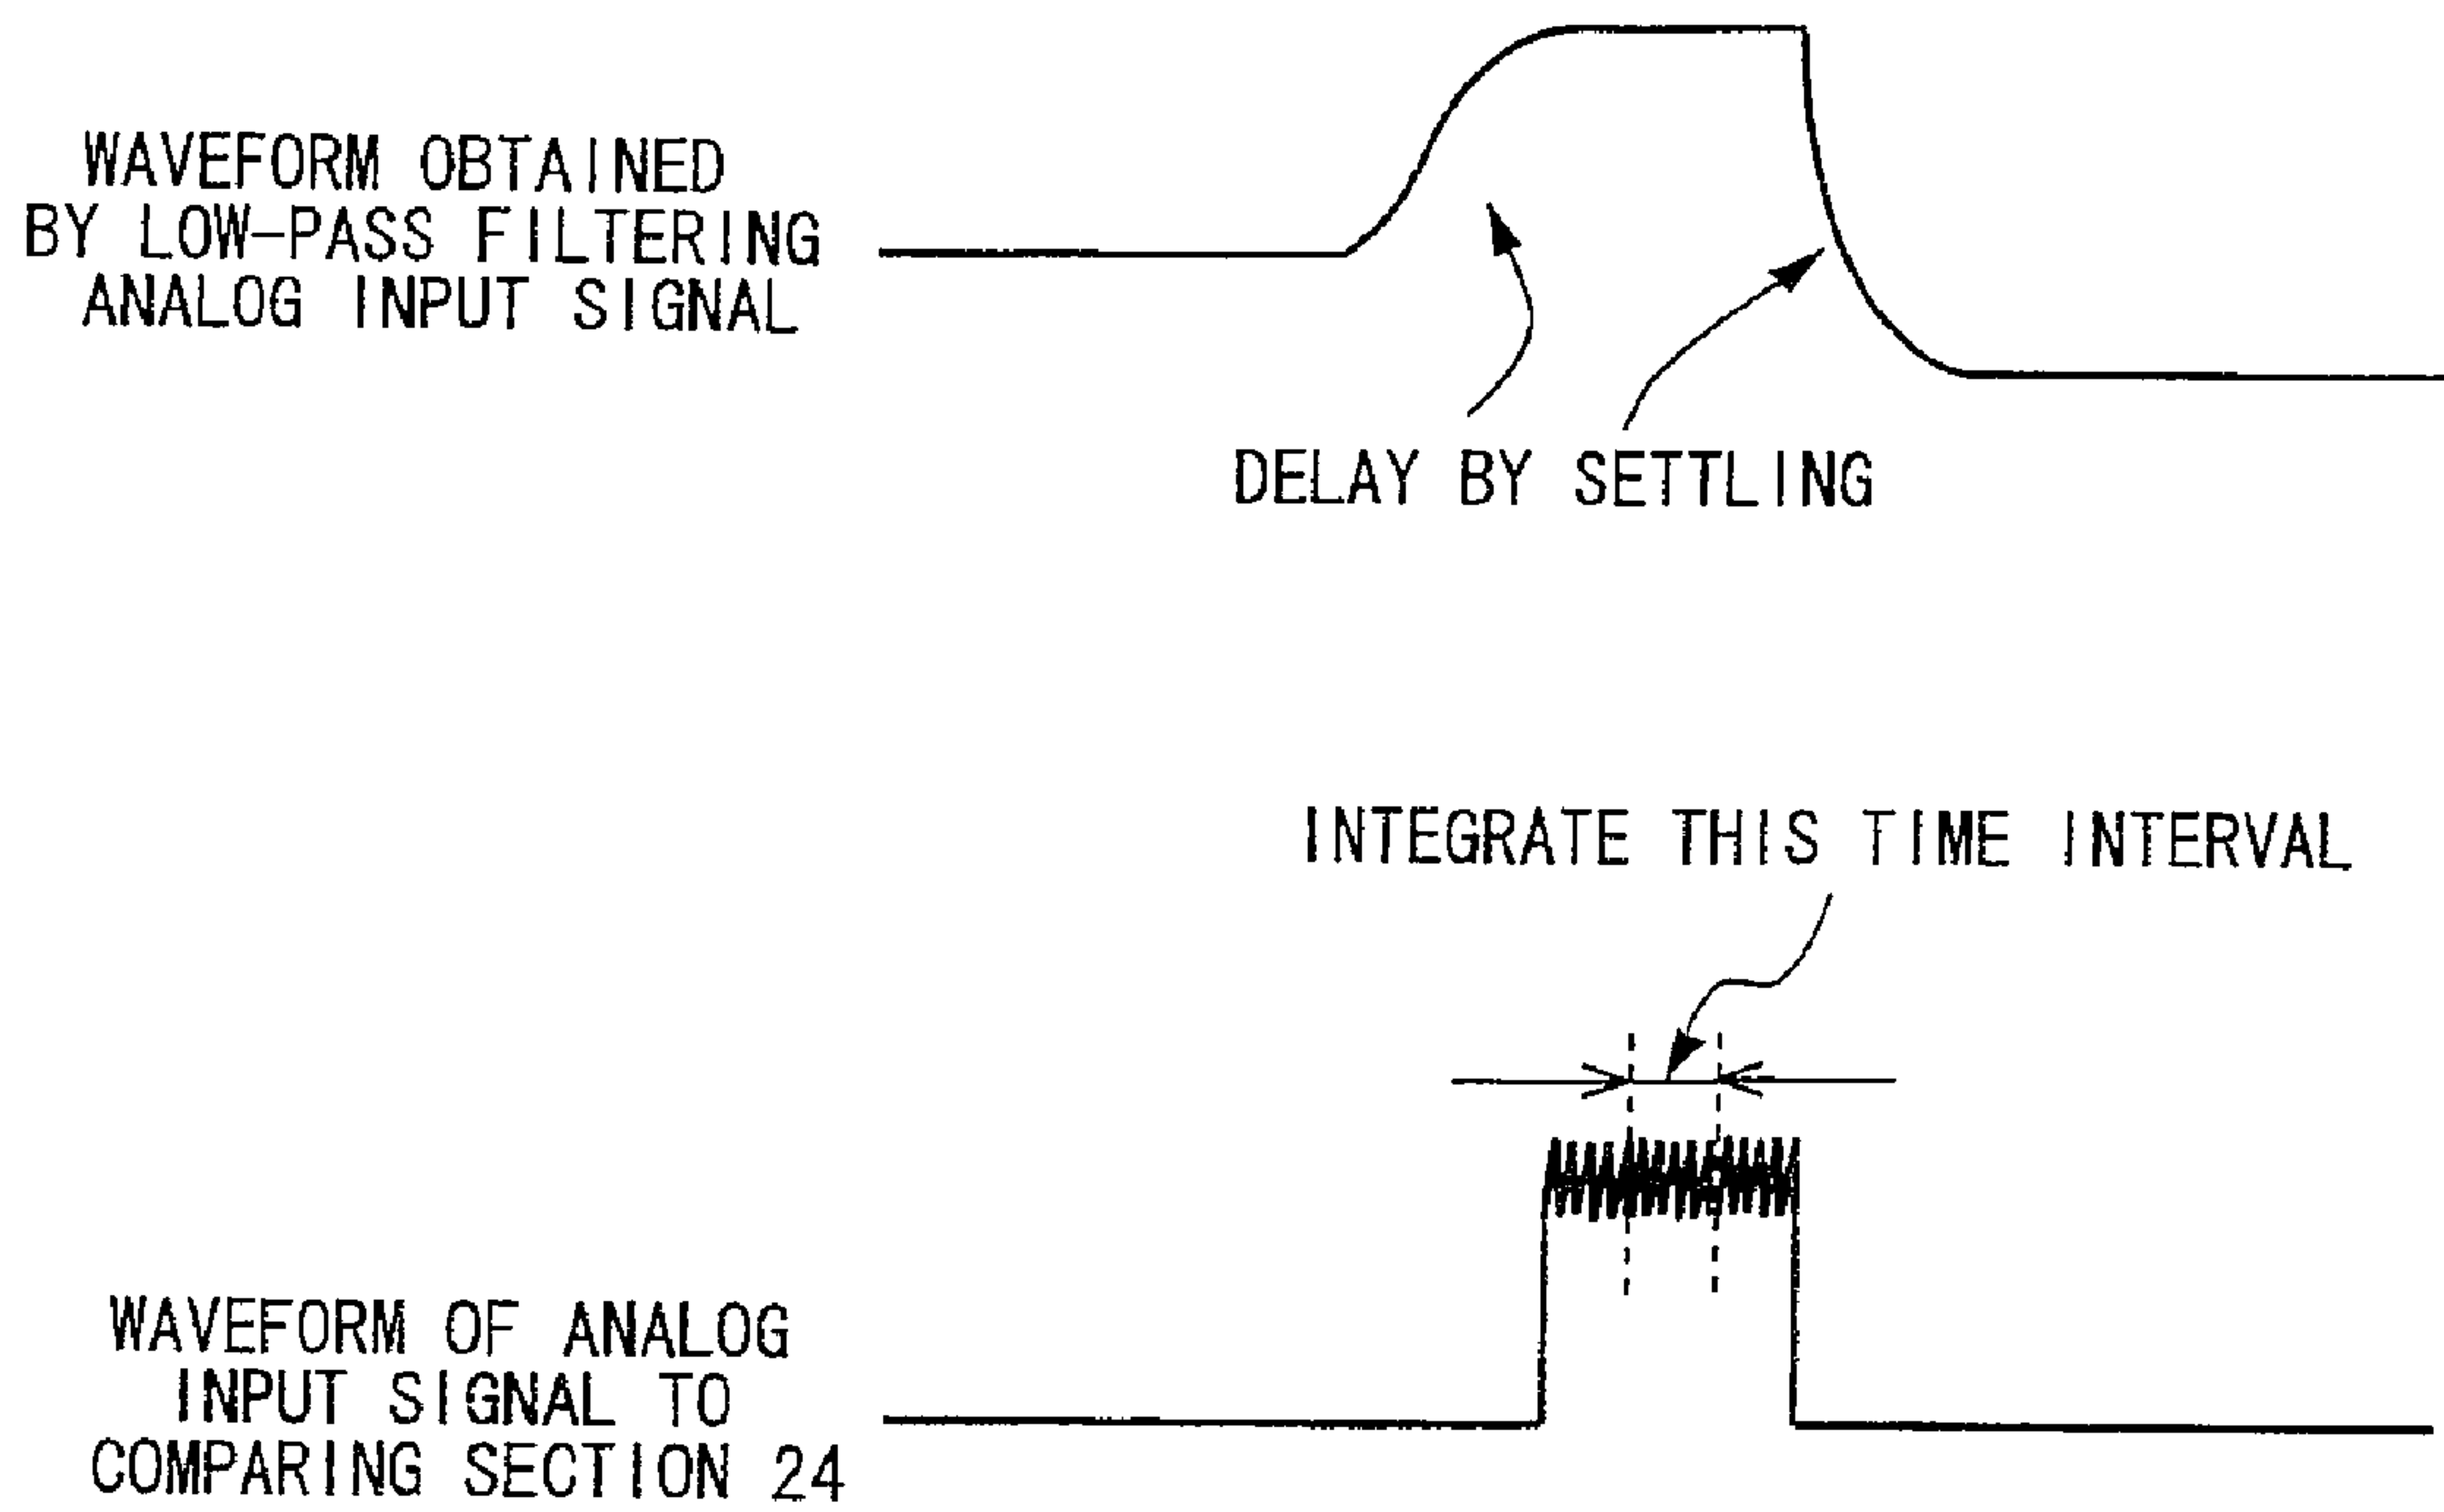 WAVEFORM OBTAINED
BY LOW-PASS FILTERING
ANALOG INPUT SIGNAL
DELAY BY SETTLING
INTEGRATE THIS TIME INTERVAL
WAVEFORM OF ANALOG
INPUT SIGNAL TO
COMPARING SECTION 24